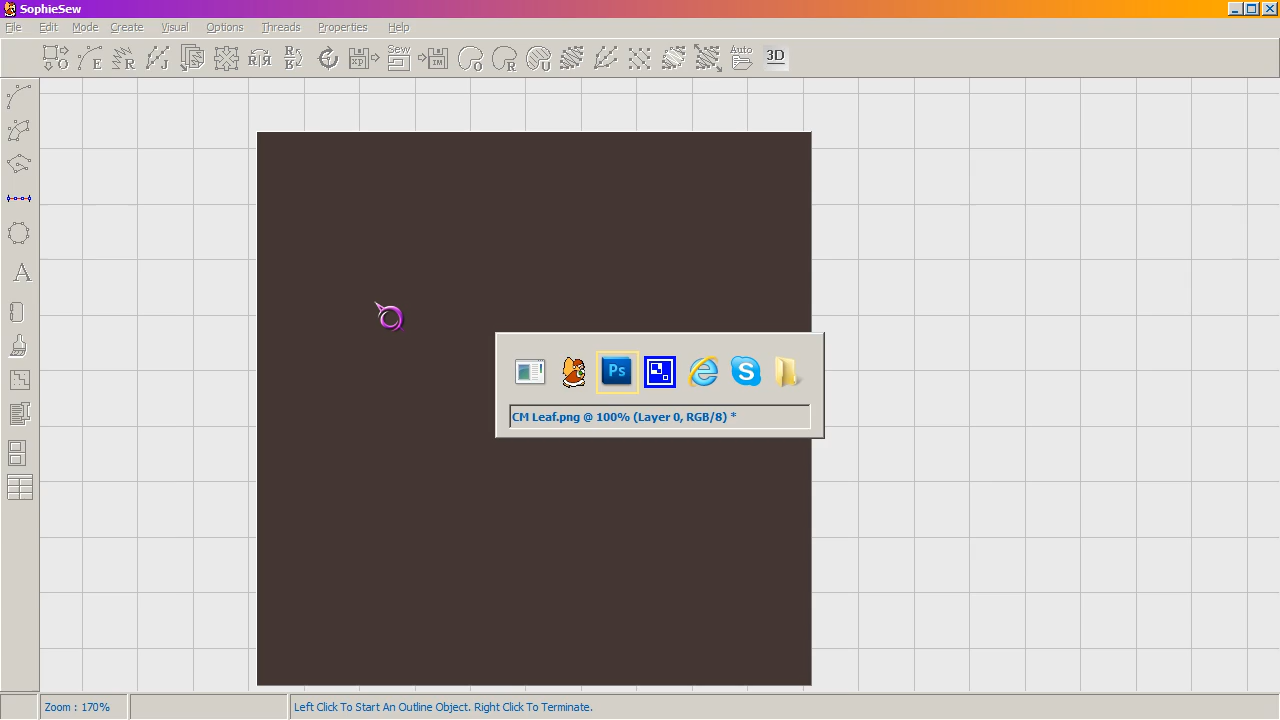 SophieSew
File Edit Mode Create Visual Options Threads Properties Help
O E R J R R R B xp Sew IM O R U Auto 3D
A
Ps S
CM Leaf.png @ 100% (Layer 0, RGB/8) *
Zoom : 170% Left Click To Start An Outline Object. Right Click To Terminate.